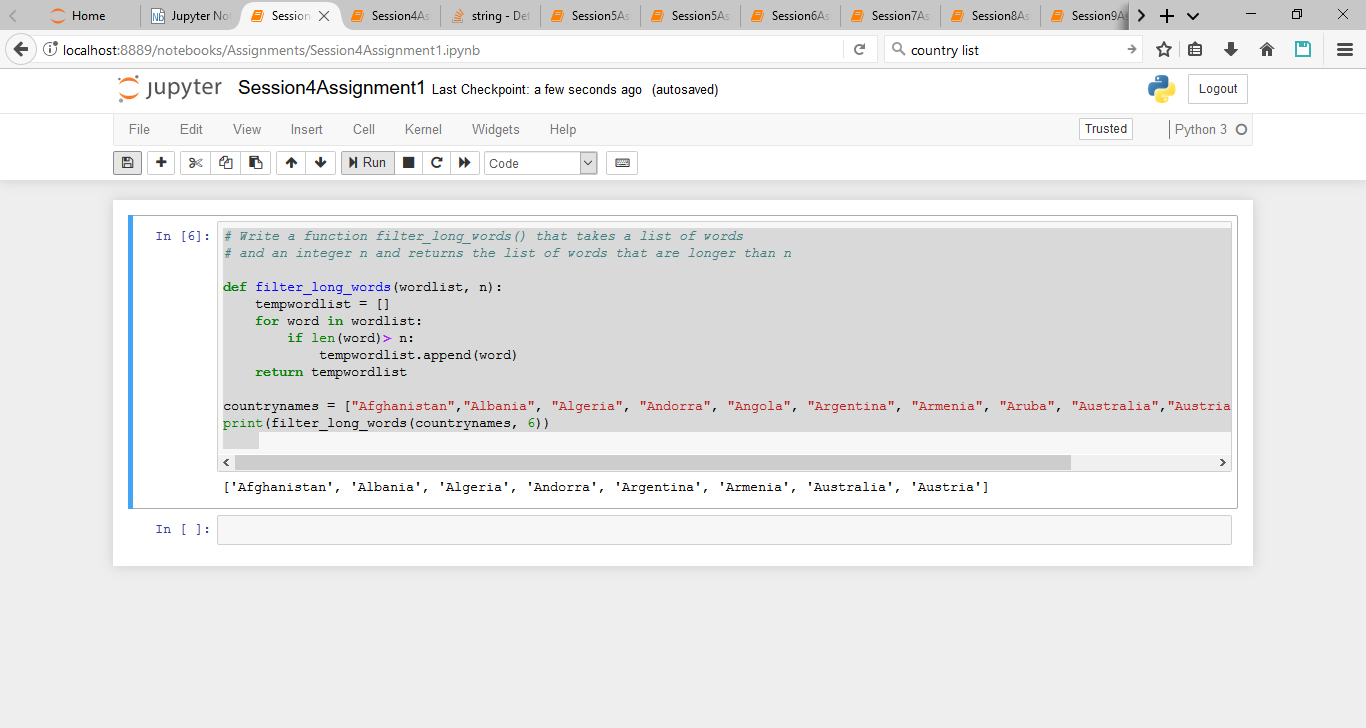 Home
Jupyter No
Session
Session4As
string - Det
Session5As
Session5As
Session6As
Session7As
Session8As
Session9As
localhost:8889/notebooks/Assignments/Session4Assignment1.ipynb
country list
jupyter Session4Assignment1 Last Checkpoint: a few seconds ago (autosaved)
Logout
File Edit View Insert Cell Kernel Widgets Help
Trusted
Python 3
Run
Code
In [6]:
# Write a function filter_long_words() that takes a list of words
# and an integer n and returns the list of words that are longer than n
def filter_long_words(wordlist, n):
    tempwordlist = []
    for word in wordlist:
        if len(word)> n:
            tempwordlist.append(word)
    return tempwordlist
countrynames = ["Afghanistan","Albania", "Algeria", "Andorra", "Angola", "Argentina", "Armenia", "Aruba", "Australia","Austria
print(filter_long_words(countrynames, 6))
['Afghanistan', 'Albania', 'Algeria', 'Andorra', 'Argentina', 'Armenia', 'Australia', 'Austria']
In [ ]: